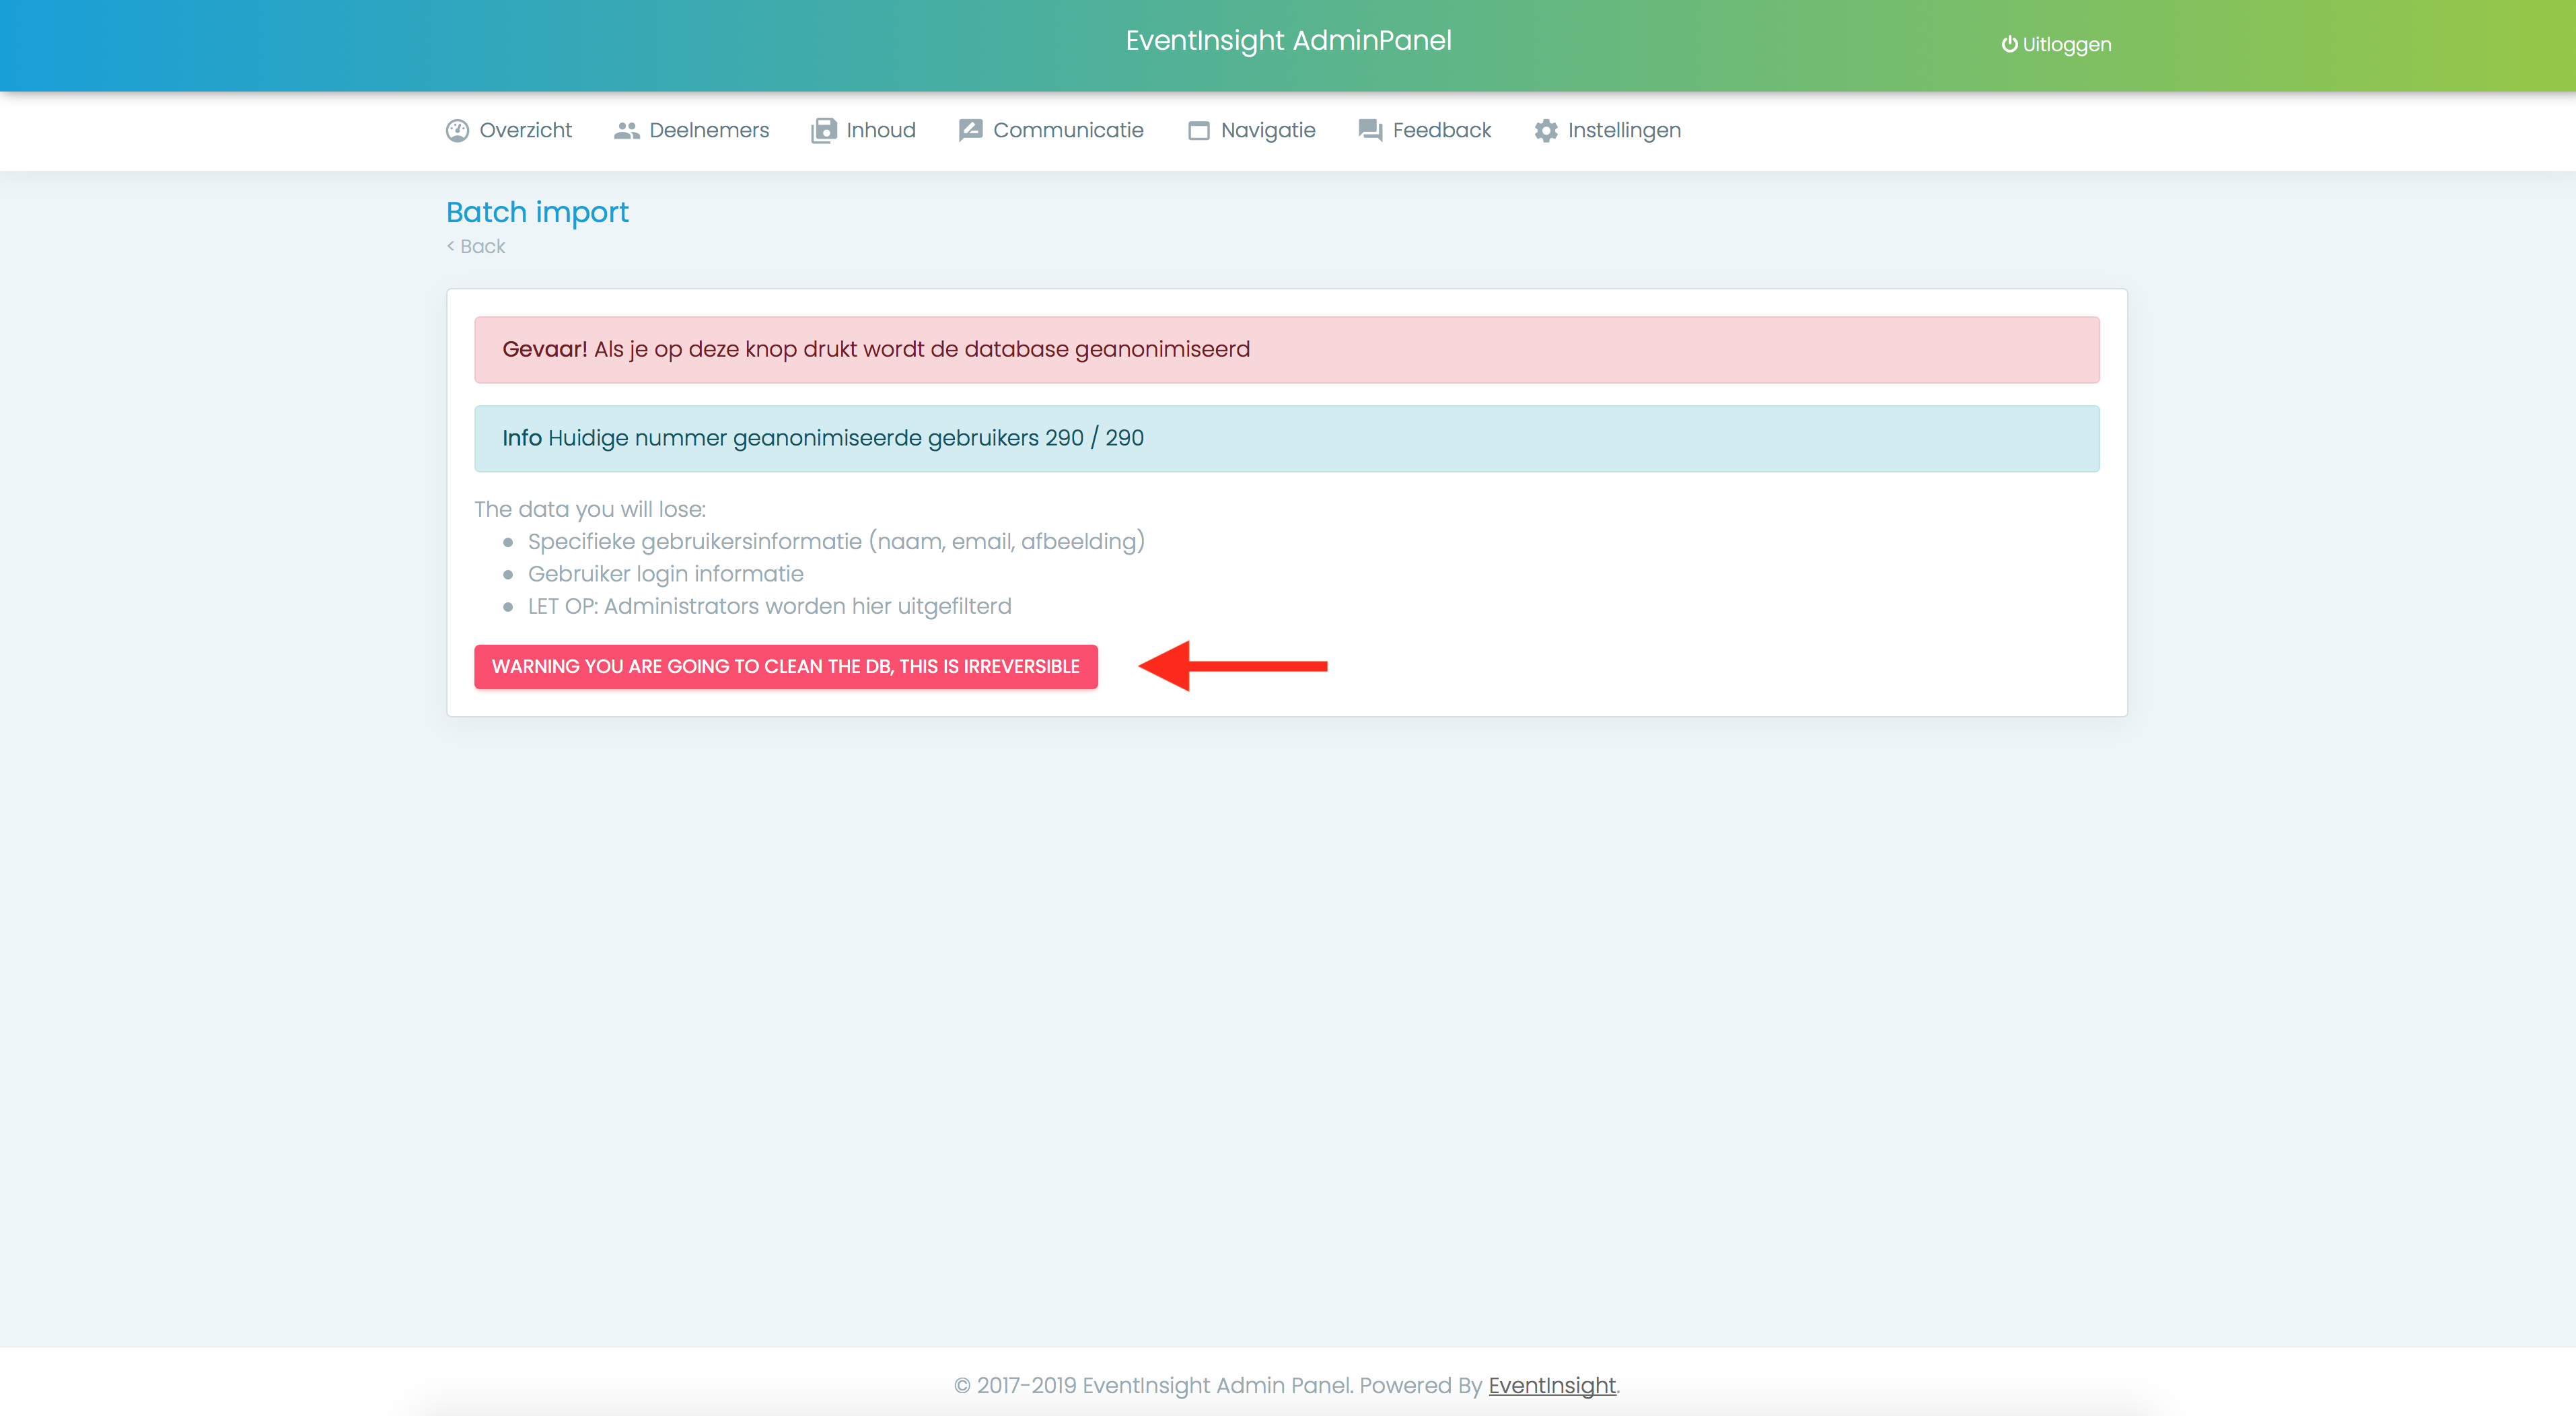 EventInsight AdminPanel
Uitloggen
Overzicht
Deelnemers
Inhoud
Communicatie
Navigatie
Feedback
Instellingen
Batch import
< Back
Gevaar! Als je op deze knop drukt wordt de database geanonimiseerd
Info Huidige nummer geanonimiseerde gebruikers 290 / 290
The data you will lose:
Specifieke gebruikersinformatie (naam, email, afbeelding)
Gebruiker login informatie
LET OP: Administrators worden hier uitgefilterd
WARNING YOU ARE GOING TO CLEAN THE DB, THIS IS IRREVERSIBLE
© 2017-2019 EventInsight Admin Panel. Powered By EventInsight.